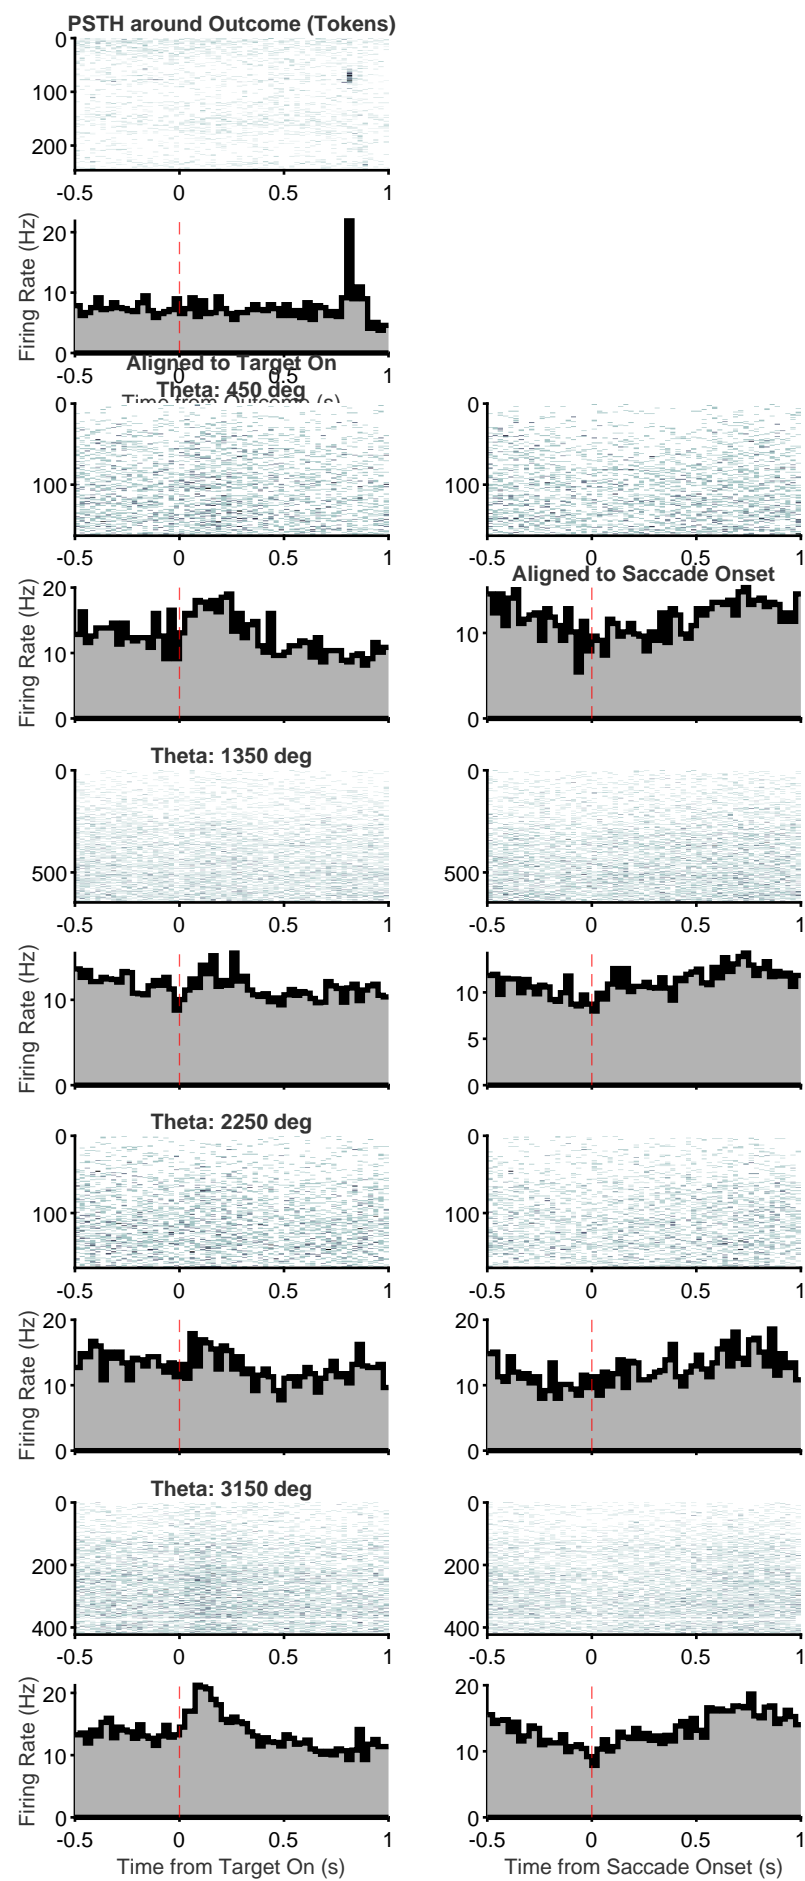 PSTH around Outcome (Tokens)
0
100
200
-0.5 0 0.5 1
Firing Rate (Hz)
20
10
0
-0.5 0 0.5 1
Time from Outcome (s)
Aligned to Target On
Theta: 450 deg
0
100
-0.5 0 0.5 1
0
100
-0.5 0 0.5 1
Firing Rate (Hz)
20
10
0
Aligned to Saccade Onset
10
0
Theta: 1350 deg
0
500
-0.5 0 0.5 1
0
500
-0.5 0 0.5 1
Firing Rate (Hz)
10
0
10
5
0
Theta: 2250 deg
0
100
-0.5 0 0.5 1
0
100
-0.5 0 0.5 1
Firing Rate (Hz)
20
10
0
20
10
0
Theta: 3150 deg
0
200
400
-0.5 0 0.5 1
0
200
400
-0.5 0 0.5 1
Firing Rate (Hz)
20
10
0
-0.5 0 0.5 1
Time from Target On (s)
20
10
0
-0.5 0 0.5 1
Time from Saccade Onset (s)